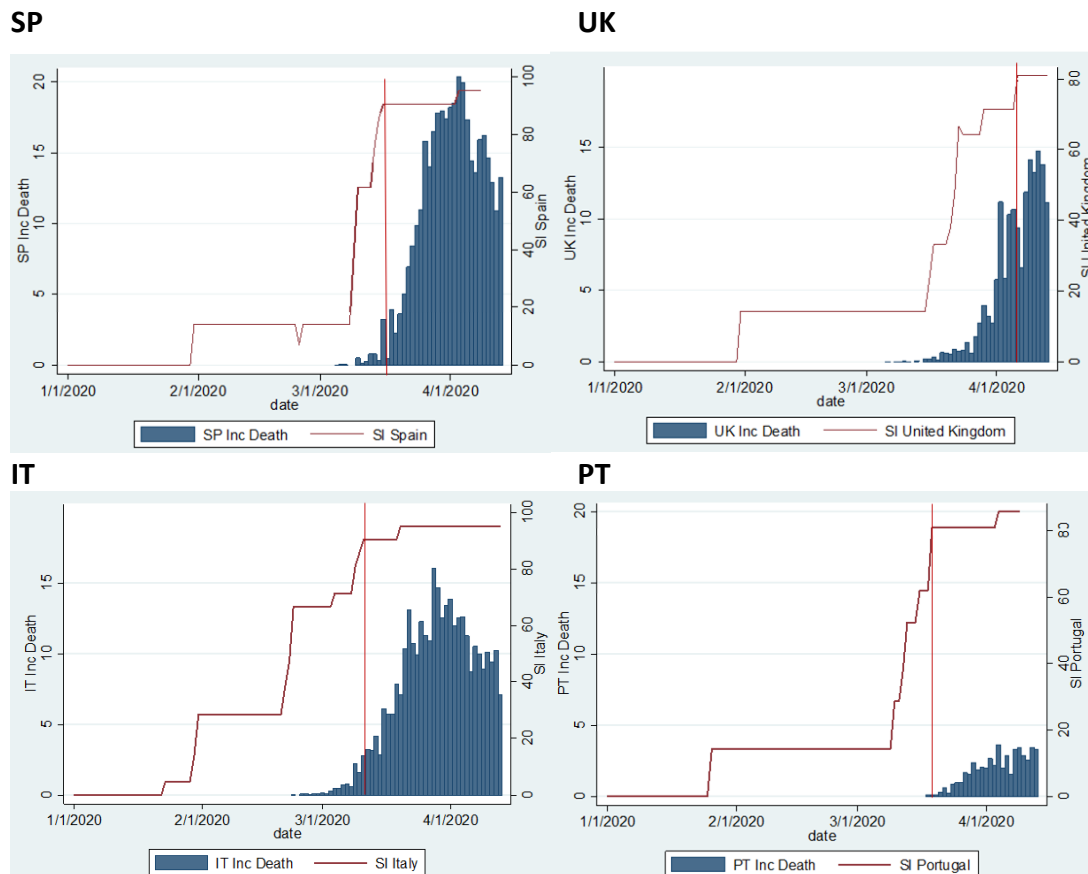 SP
UK
SP Inc Death
0 5 10 15 20
0 20 40 60 80 100
SI Spain
1/1/2020 2/1/2020 3/1/2020 4/1/2020
date
SP Inc Death SI Spain
UK Inc Death
0 5 10 15
0 20 40 60 80
SI United Kingdom
1/1/2020 2/1/2020 3/1/2020 4/1/2020
date
UK Inc Death SI United Kingdom
IT
PT
IT Inc Death
0 5 10 15
0 20 40 60 80 100
SI Italy
1/1/2020 2/1/2020 3/1/2020 4/1/2020
date
IT Inc Death SI Italy
PT Inc Death
0 5 10 15 20
0 20 40 60 80
SI Portugal
1/1/2020 2/1/2020 3/1/2020 4/1/2020
date
PT Inc Death SI Portugal